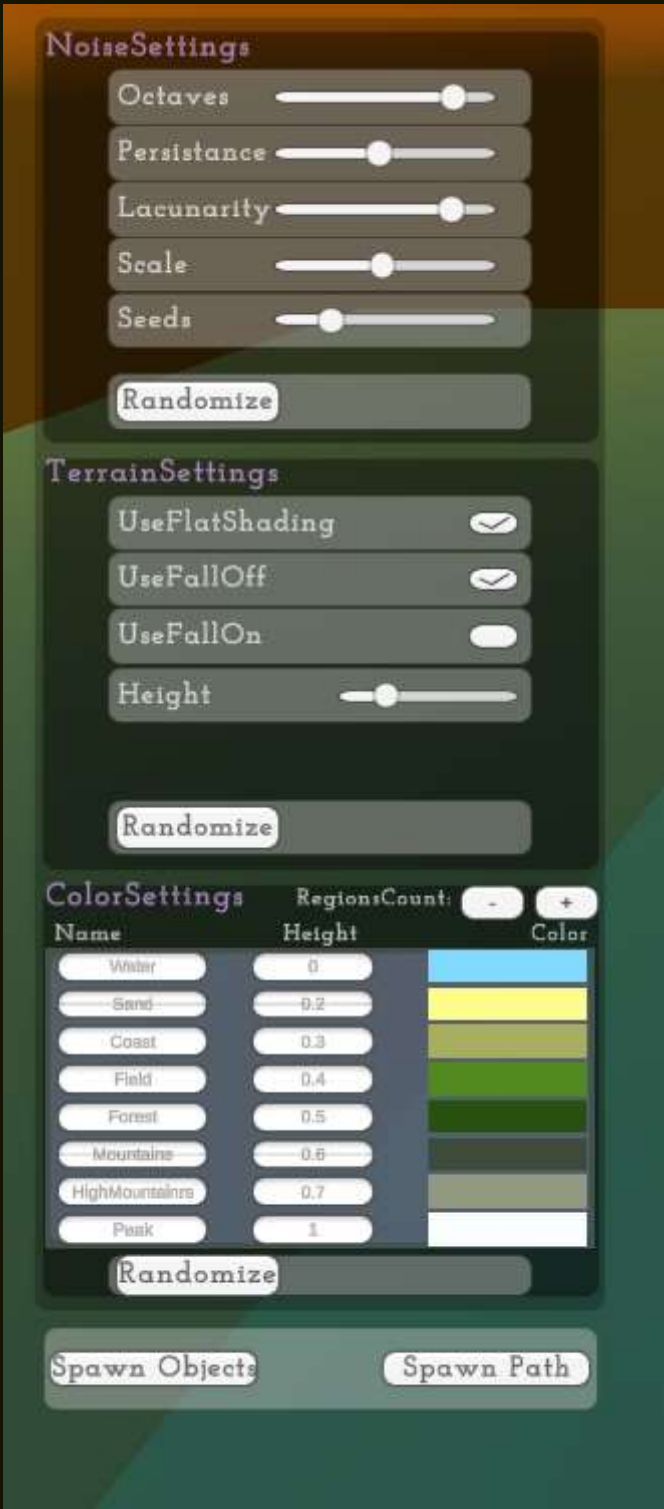 NoiseSettings
Octaves
Persistance
Lacunarity
Scale
Seeds
Randomize
TerrainSettings
UseFlatShading
UseFallOff
UseFallOn
Height
Randomize
ColorSettings RegionsCount: - +
Name Height Color
Water 0
Sand 0.2
Coast 0.3
Field 0.4
Forest 0.5
Mountains 0.6
HighMountainrs 0.7
Peak 1
Randomize
Spawn Objects Spawn Path